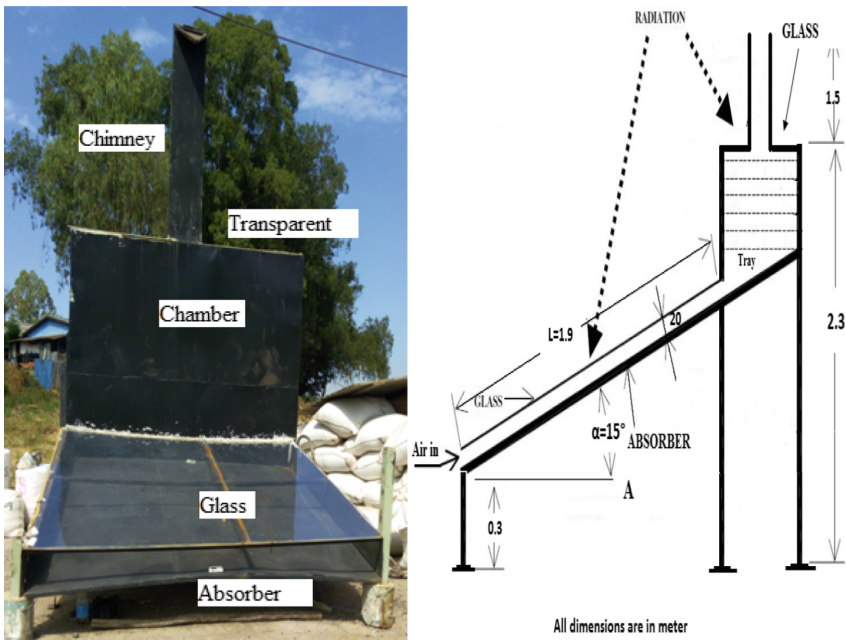 Chimney
Transparent
Chamber
Glass
Absorber
RADIATION
GLASS
1.5
Tray
2.3
20
L=1.9
GLASS
α=15°
ABSORBER
Air in
A
0.3
All dimensions are in meter